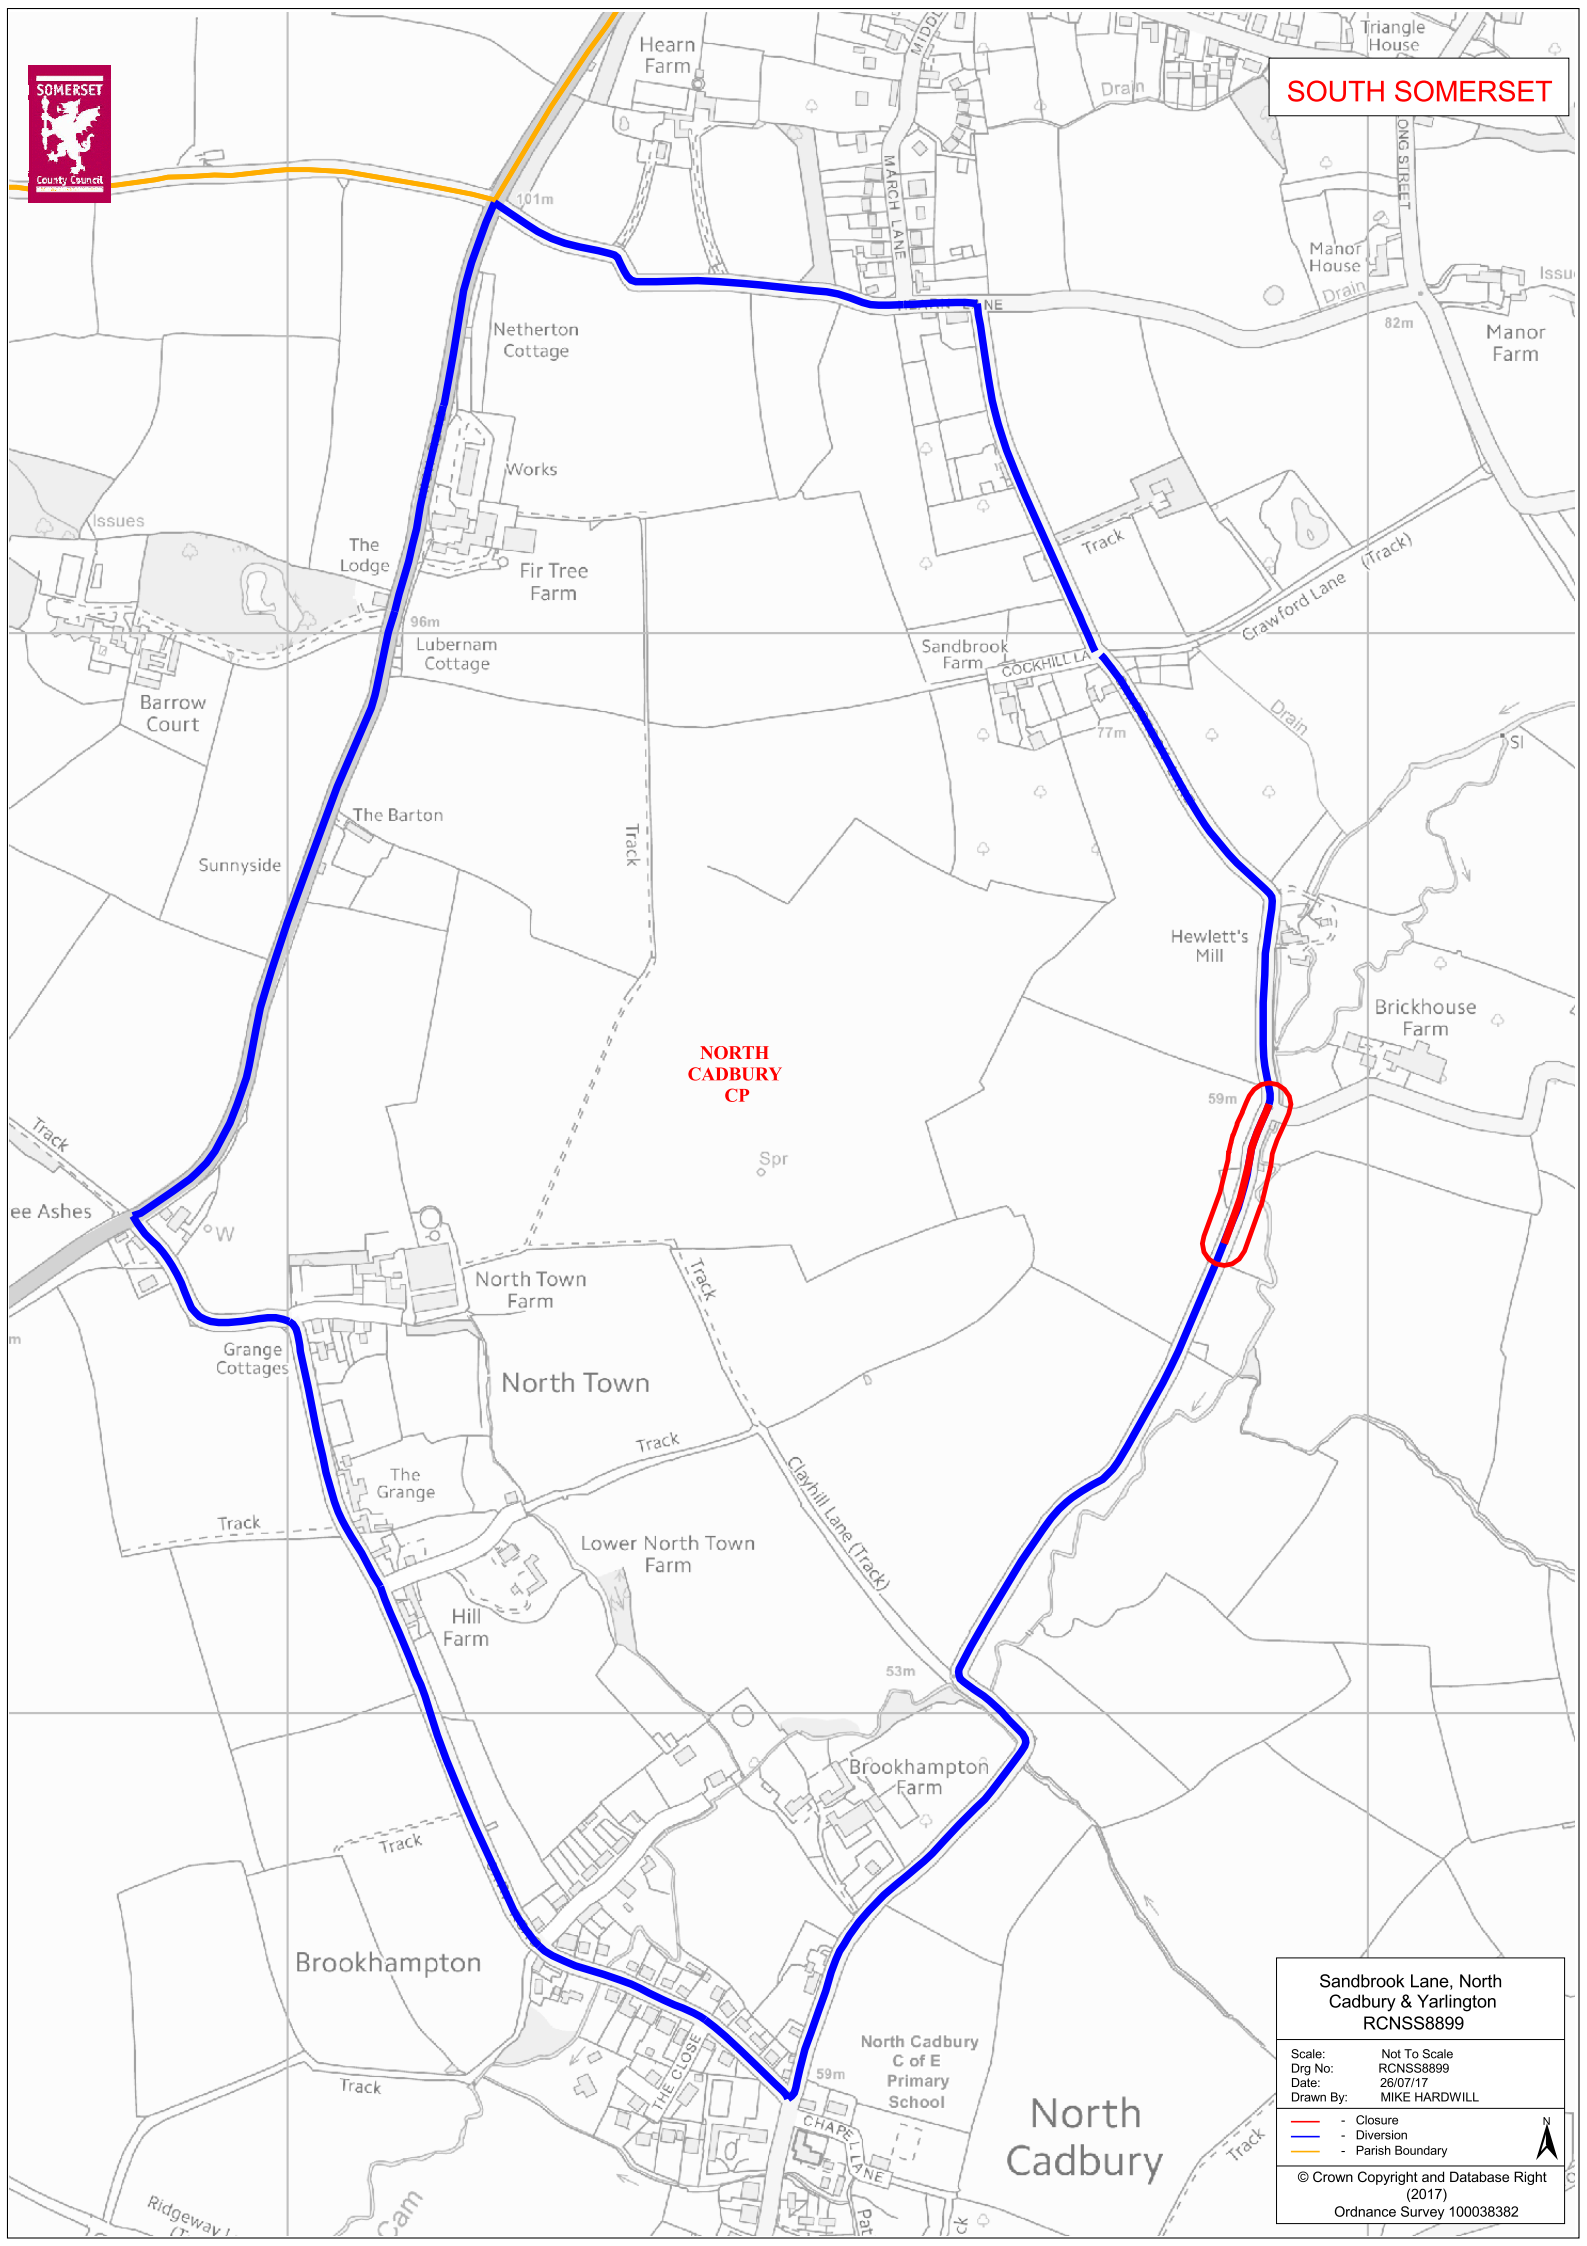 SOMERSET
County Council
SOUTH SOMERSET
Hearn
Farm
Triangle
House
Drain
MARCH LANE
101m
Manor
House
Drain
82m
Manor
Farm
Netherton
Cottage
Works
Issues
The
Lodge
Fir Tree
Farm
96m
Lubernam
Cottage
Barrow
Court
Track
Crawford Lane (Track)
Sandbrook
Farm
77m
Drain
SI
The Barton
Sunnyside
Track
Hewlett's
Mill
Brickhouse
Farm
NORTH
CADBURY
CP
59m
Spr
Track
ee Ashes
W
North Town
Farm
Track
Grange
Cottages
North Town
Track
The
Grange
Track
Clayhill Lane (Track)
Lower North Town
Farm
Hill
Farm
53m
Brookhampton
Farm
Track
Brookhampton
THE CLOSE
North Cadbury
C of E
Primary
School
59m
CHAPEL LANE
North
Cadbury
Track
Track
Ridgeway
Cam
Sandbrook Lane, North
Cadbury & Yarlington
RCNSS8899
Scale: Not To Scale
Drg No: RCNSS8899
Date: 26/07/17
Drawn By: MIKE HARDWILL
- Closure
- Diversion
- Parish Boundary
N
© Crown Copyright and Database Right
(2017)
Ordnance Survey 100038382